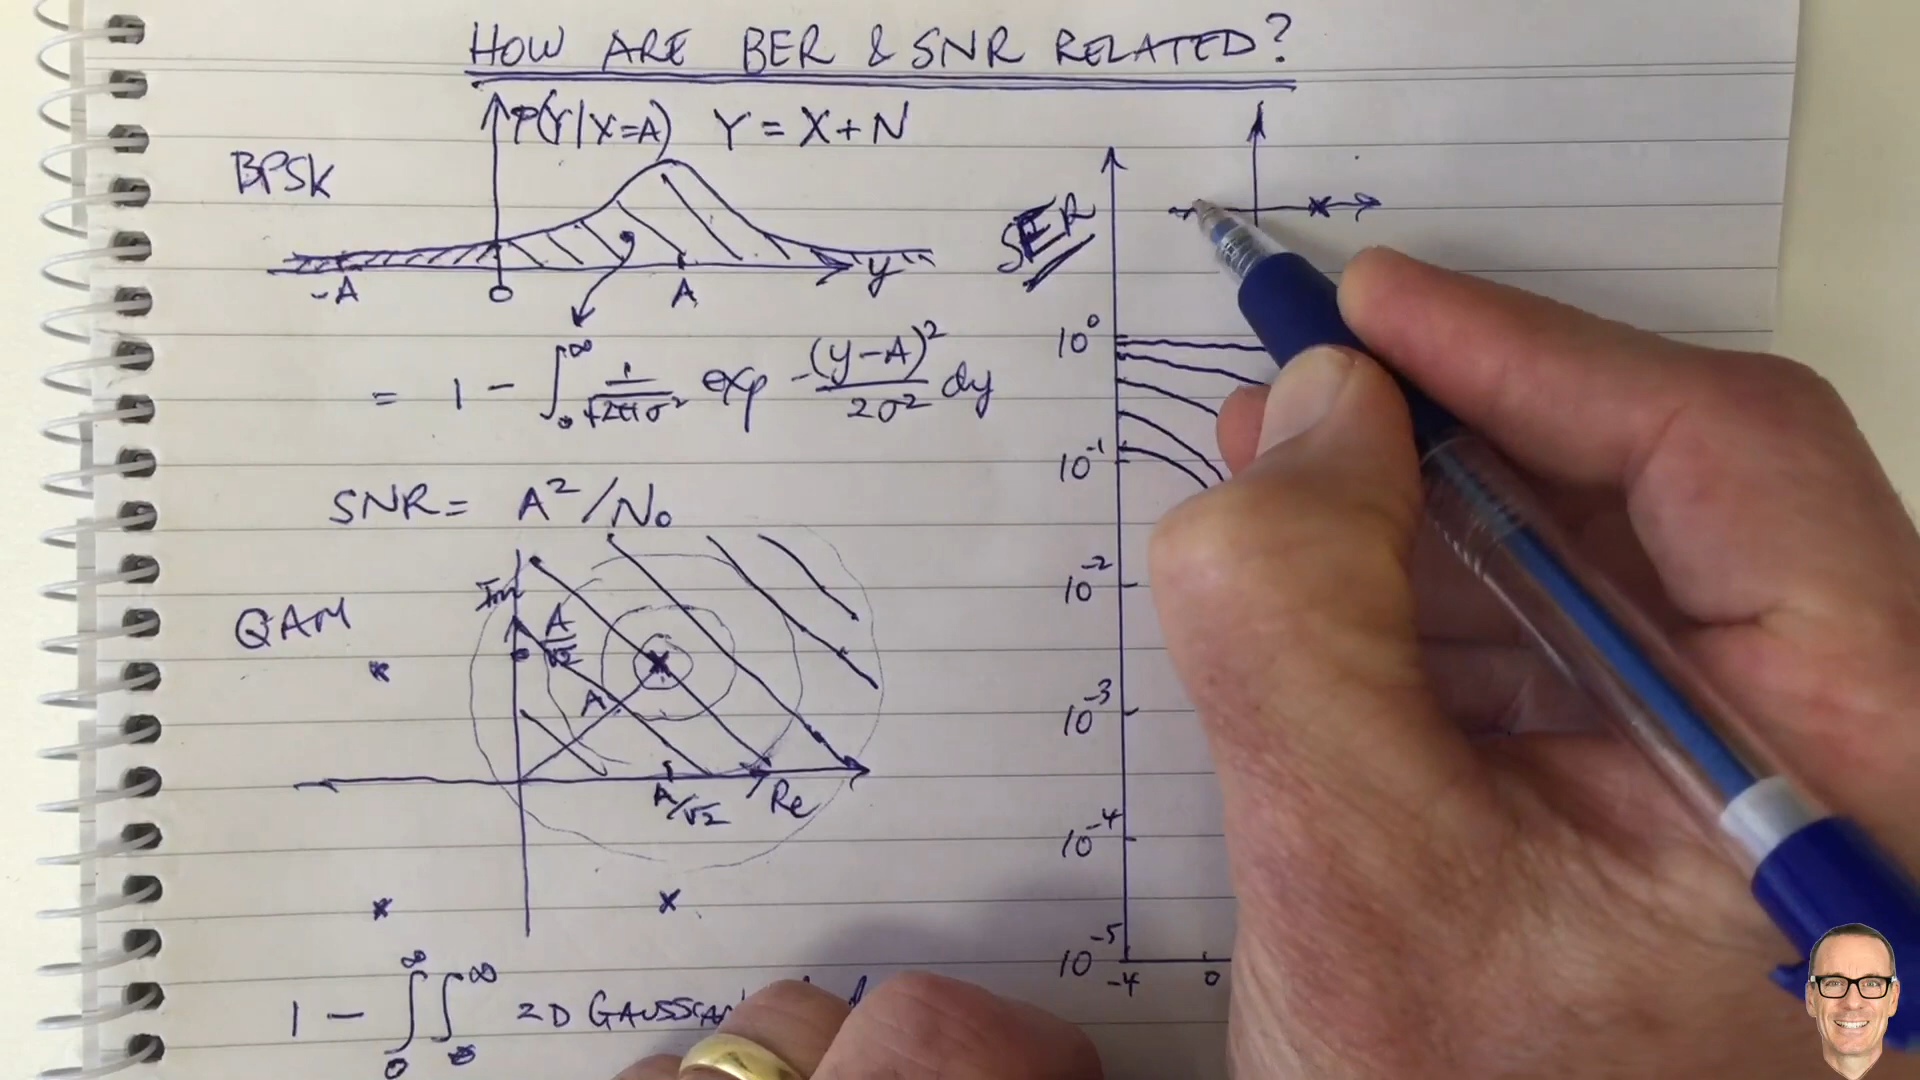 HOW ARE BER & SNR RELATED?
P(Y|X=A) Y = X+N
BPSK
-A 0 A y
= 1 - ∫₀^∞ 1/√2πσ² exp -(y-A)²/2σ² dy
SNR = A²/N₀
QAM
Im
A/√2
A
A/√2 Re
1 - ∫₀^∞ ∫₀^∞ 2D GAUSSIAN
SER
10⁰
10⁻¹
10⁻²
10⁻³
10⁻⁴
10⁻⁵
-4 0